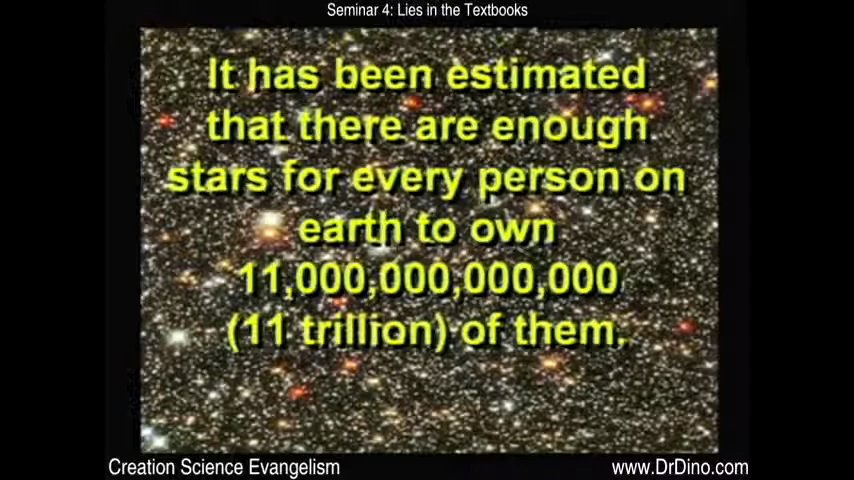 Seminar 4: Lies in the Textbooks
It has been estimated
that there are enough
stars for every person on
earth to own
11,000,000,000,000
(11 trillion) of them.
Creation Science Evangelism
www.DrDino.com